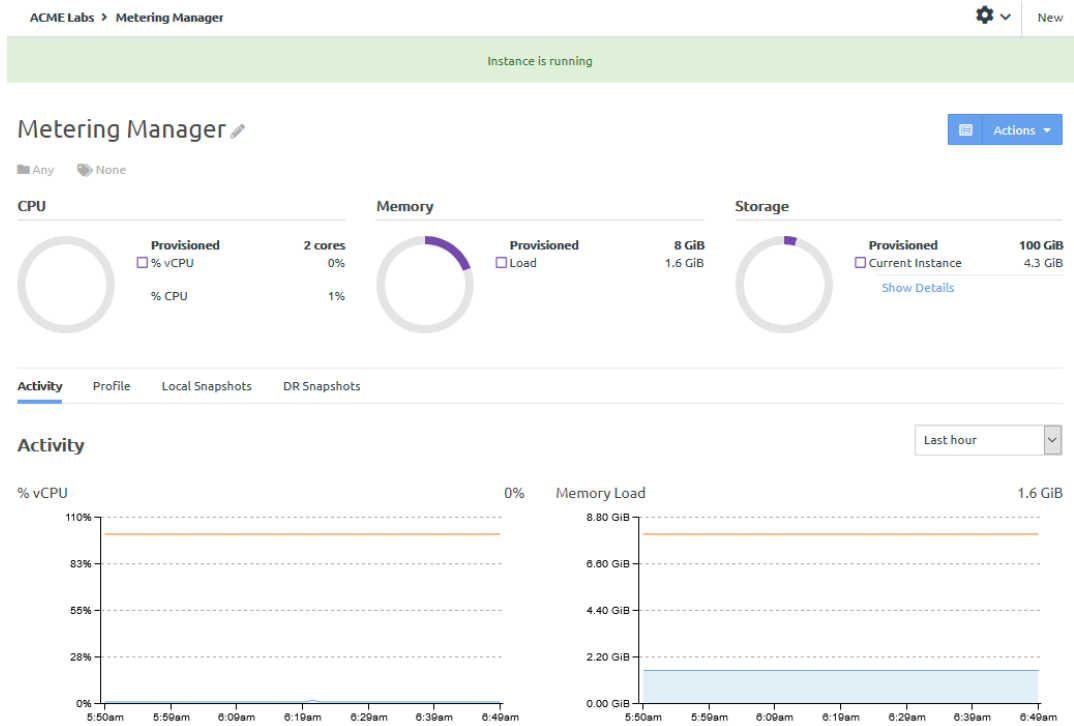 ACME Labs > Metering Manager
New
Instance is running
Metering Manager
Actions
Any None
CPU
Provisioned 2 cores
% vCPU 0%
% CPU 1%
Memory
Provisioned 8 GiB
Load 1.6 GiB
Storage
Provisioned 100 GiB
Current Instance 4.3 GiB
Show Details
Activity Profile Local Snapshots DR Snapshots
Activity
Last hour
% vCPU 0%
110%
83%
55%
28%
0%
5:50am 5:59am 6:09am 6:19am 6:29am 6:39am 6:49am
Memory Load 1.6 GiB
8.80 GiB
6.60 GiB
4.40 GiB
2.20 GiB
0.00 GiB
5:50am 5:59am 6:09am 6:19am 6:29am 6:39am 6:49am